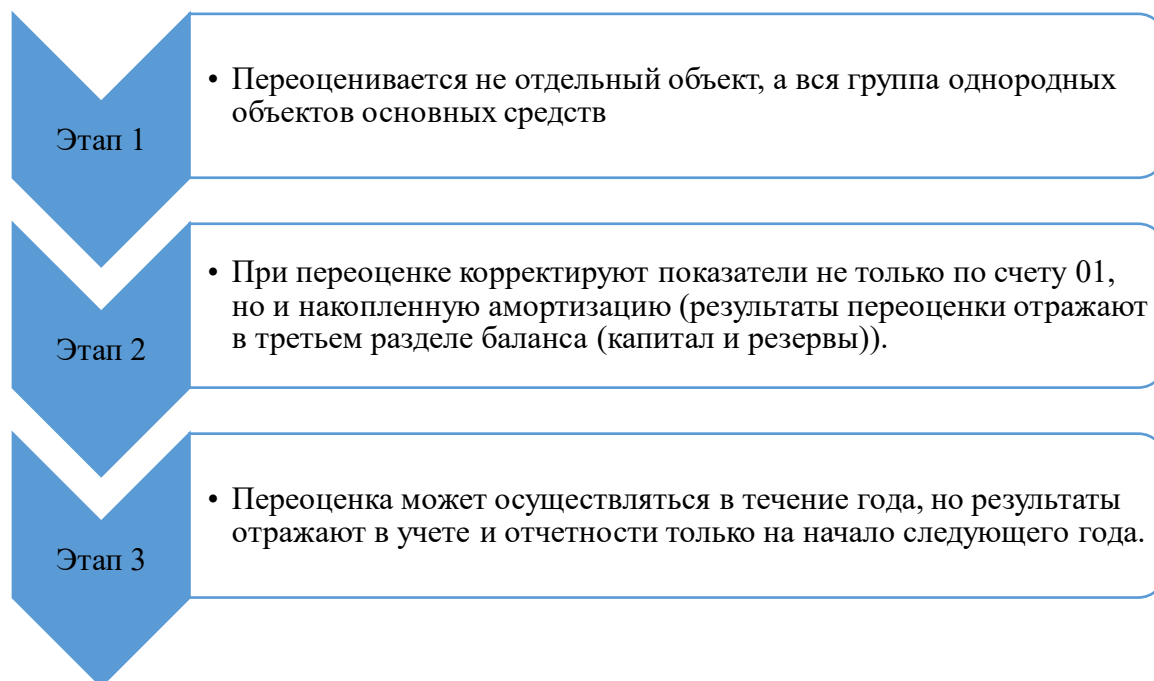 • Переоценивается не отдельный объект, а вся группа однородных
объектов основных средств
Этап 1
• При переоценке корректируют показатели не только по счету 01,
но и накопленную амортизацию (результаты переоценки отражают
в третьем разделе баланса (капитал и резервы)).
Этап 2
• Переоценка может осуществляться в течение года, но результаты
отражают в учете и отчетности только на начало следующего года.
Этап 3